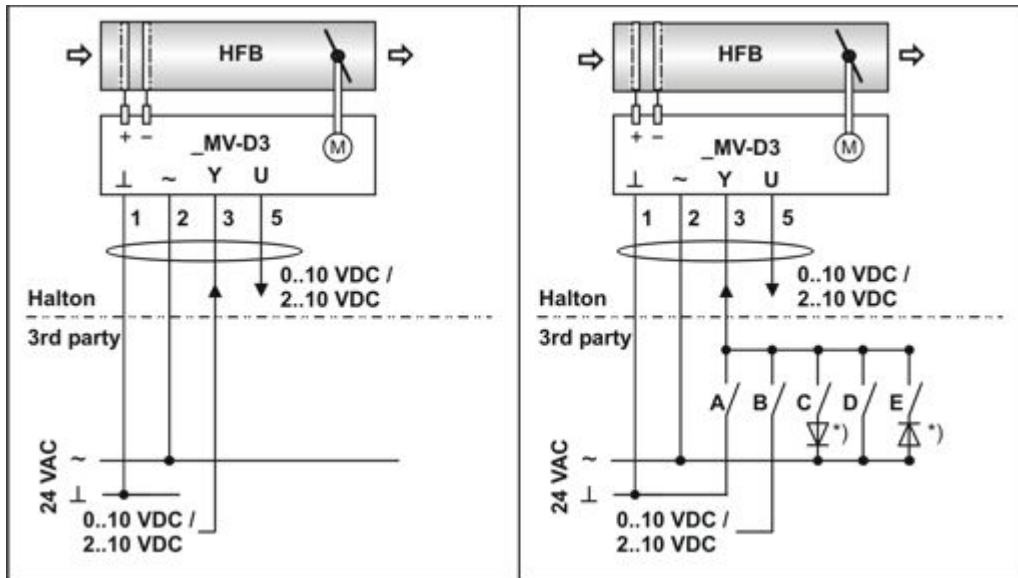 HFB
+ −
_MV-D3
M
⊥ ~ Y U
1 2 3 5
0..10 VDC /
2..10 VDC
Halton
3rd party
24 VAC
~
⊥
0..10 VDC /
2..10 VDC
HFB
+ −
_MV-D3
M
⊥ ~ Y U
1 2 3 5
0..10 VDC /
2..10 VDC
Halton
3rd party
A B C D E
*) *)
24 VAC
~
⊥
0..10 VDC /
2..10 VDC